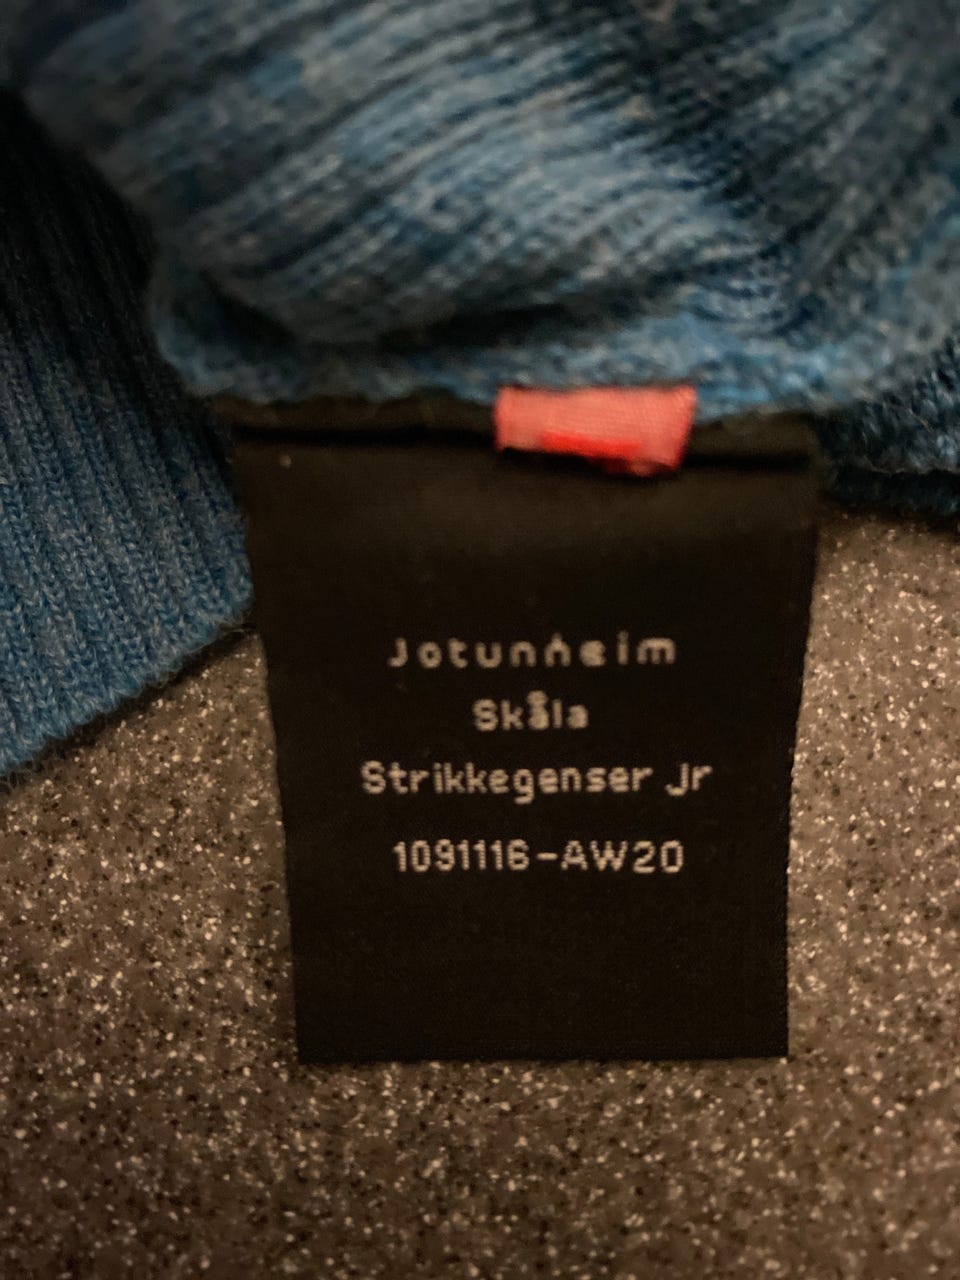 Jotunheim
Skåla
Strikkegenser Jr
1091116-AW20